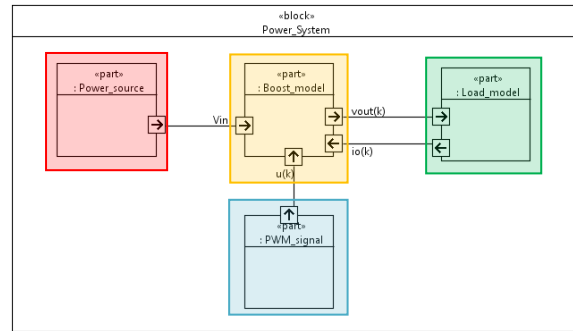 «block»
Power_System
«part»
: Power_source
Vin
«part»
: Boost_model
vout(k)
io(k)
u(k)
«part»
: Load_model
«part»
: PWM_signal